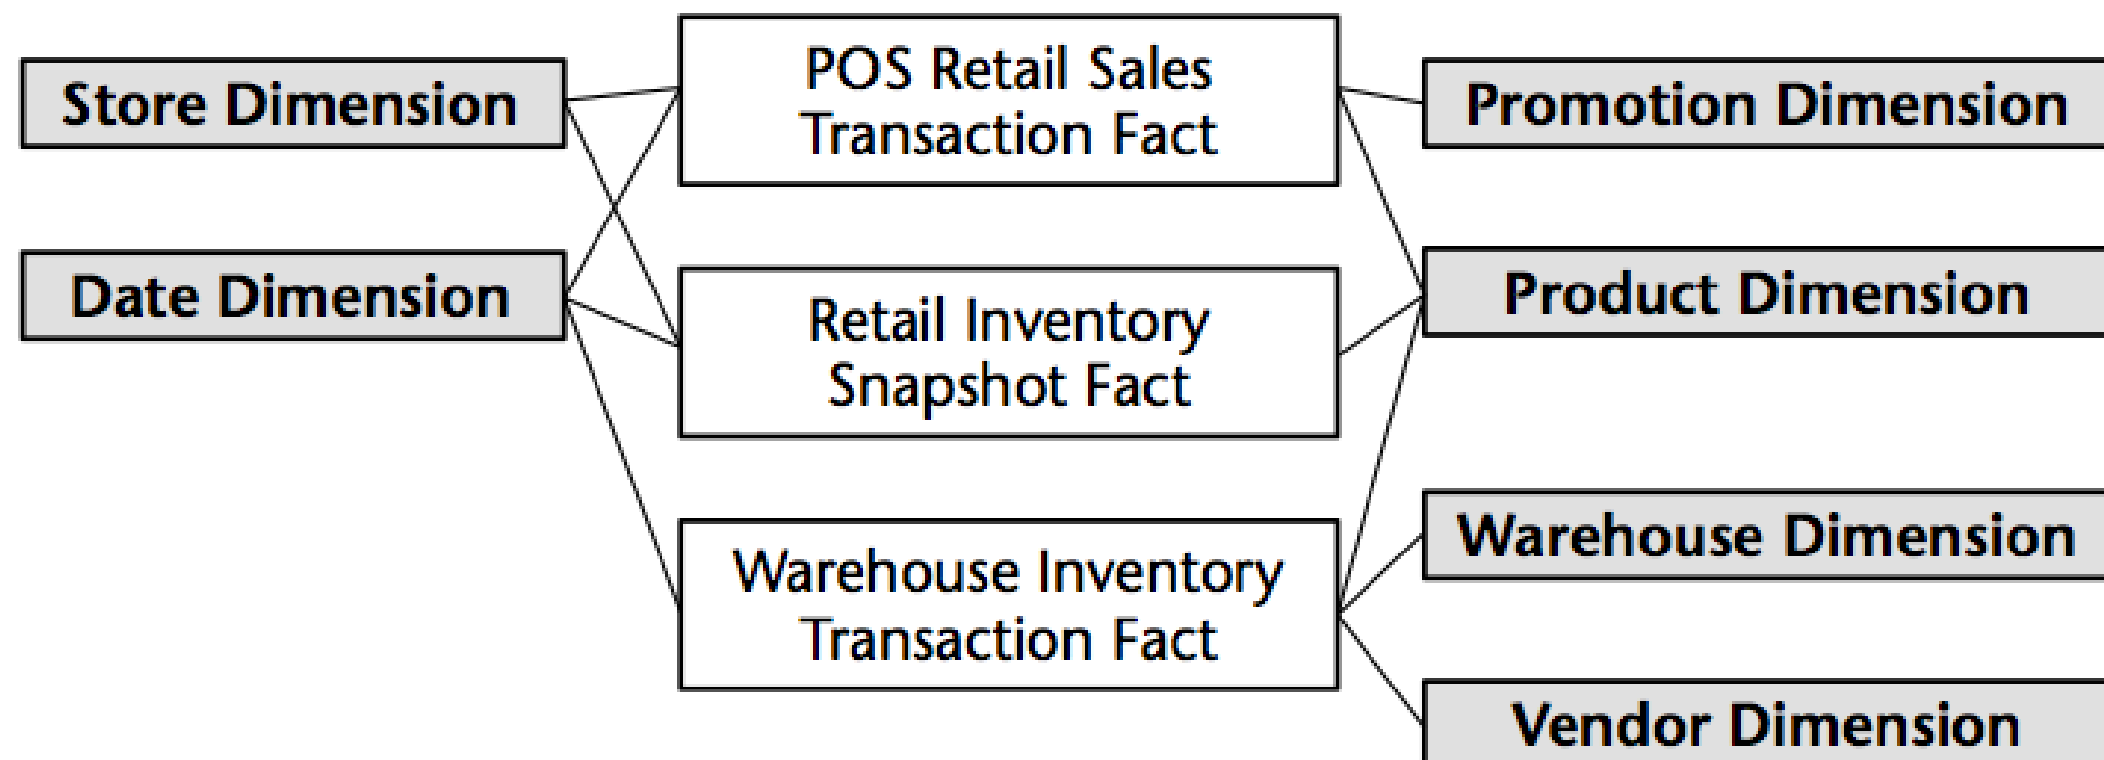 Store Dimension
Date Dimension
POS Retail Sales
Transaction Fact
Retail Inventory
Snapshot Fact
Warehouse Inventory
Transaction Fact
Promotion Dimension
Product Dimension
Warehouse Dimension
Vendor Dimension